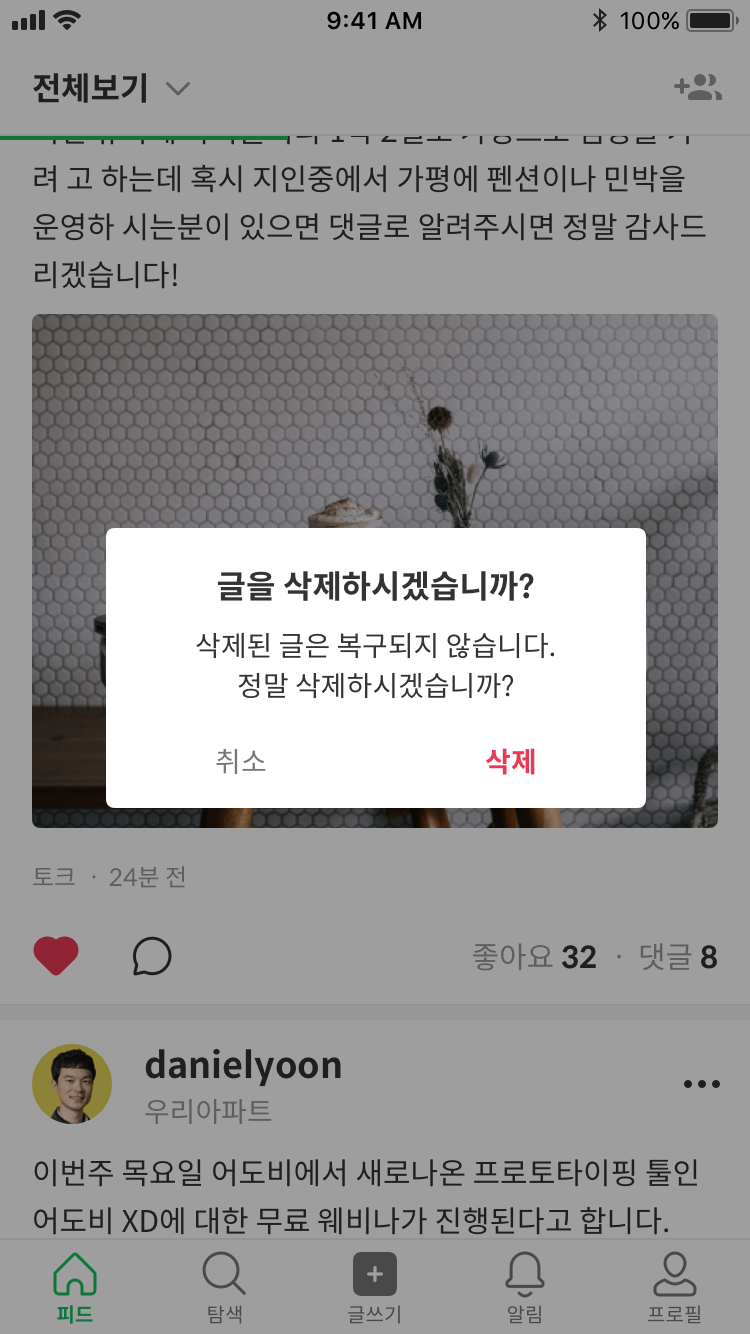 9:41 AM
100%
전체보기
려 고 하는데 혹시 지인중에서 가평에 펜션이나 민박을
운영하 시는분이 있으면 댓글로 알려주시면 정말 감사드
리겠습니다!
글을 삭제하시겠습니까?
삭제된 글은 복구되지 않습니다.
정말 삭제하시겠습니까?
취소 삭제
토크 · 24분 전
좋아요 32 · 댓글 8
danielyoon
우리아파트
이번주 목요일 어도비에서 새로나온 프로토타이핑 툴인
어도비 XD에 대한 무료 웨비나가 진행된다고 합니다.
피드 탐색 글쓰기 알림 프로필